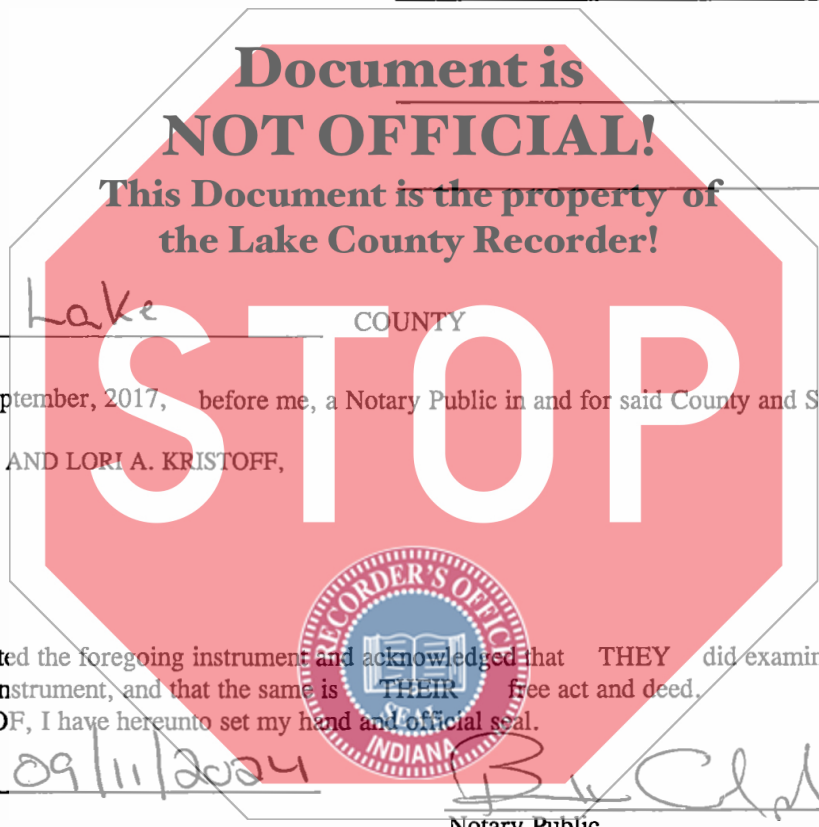 Document is
NOT OFFICIAL!
This Document is the property of
the Lake County Recorder!
Lake COUNTY
STOP
ptember, 2017, before me, a Notary Public in and for said County and S
AND LORI A. KRISTOFF,
RECORDER'S OFFIC
ted the foregoing instrument and acknowledged that THEY did examin
nstrument, and that the same is THEIR free act and deed.
OF, I have hereunto set my hand and official seal.
SEAL
INDIANA
09/11/2024
Notary Public